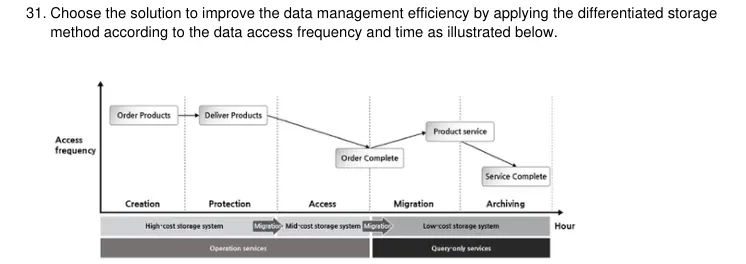 31. Choose the solution to improve the data management efficiency by applying the differentiated storage
method according to the data access frequency and time as illustrated below.
Order Products
Deliver Products
Product service
Access
frequency
Order Complete
Service Complete
Creation Protection Access Migration Archiving
High-cost storage system Migration Mid-cost storage system Migration Low-cost storage system Hour
Operation services Query-only services